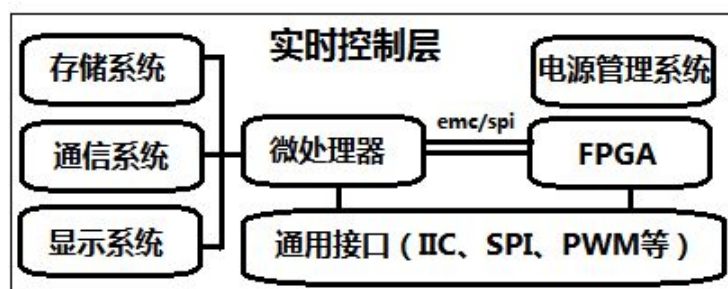 实时控制层
存储系统
电源管理系统
通信系统
微处理器
emc/spi
FPGA
显示系统
通用接口（IIC、SPI、PWM等）